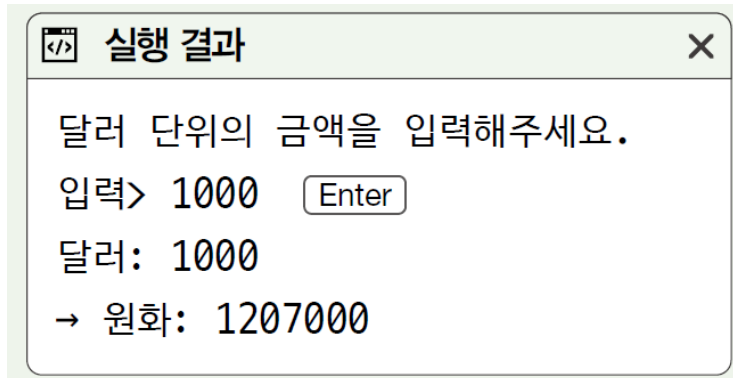 </> 실행 결과 ×
달러 단위의 금액을 입력해주세요.
입력> 1000 Enter
달러: 1000
→ 원화: 1207000